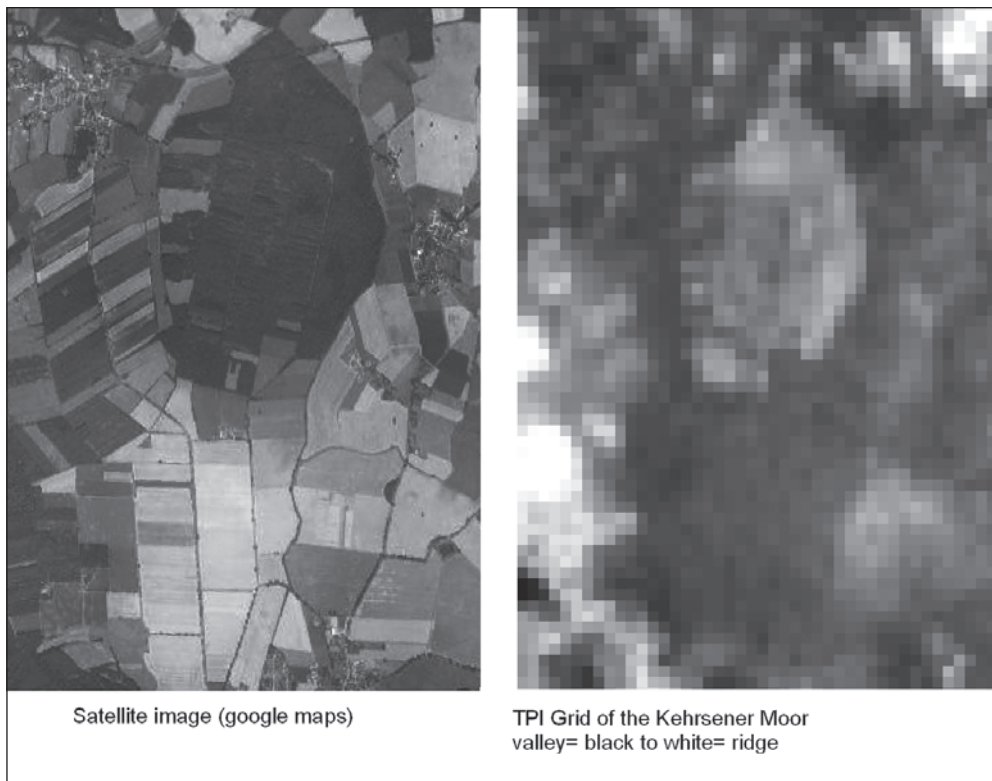 Satellite image (google maps)
TPI Grid of the Kehrsener Moor
valley= black to white= ridge